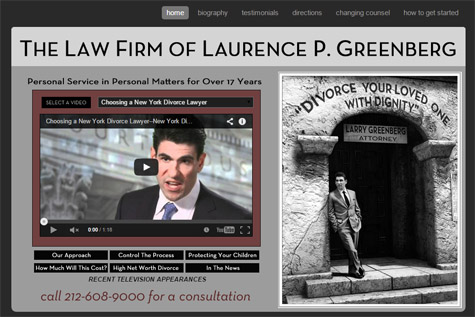 home biography testimonials directions changing counsel how to get started
THE LAW FIRM OF LAURENCE P. GREENBERG
Personal Service in Personal Matters for Over 17 Years
SELECT A VIDEO Choosing a New York Divorce Lawyer
Choosing a New York Divorce Lawyer--New York Di...
0:00 / 1:18 YouTube
Our Approach Control The Process Protecting Your Children
How Much Will This Cost? High Net Worth Divorce In The News
RECENT TELEVISION APPEARANCES
call 212-608-9000 for a consultation
"DIVORCE YOUR LOVED ONE
WITH DIGNITY"
LARRY GREENBERG
ATTORNEY